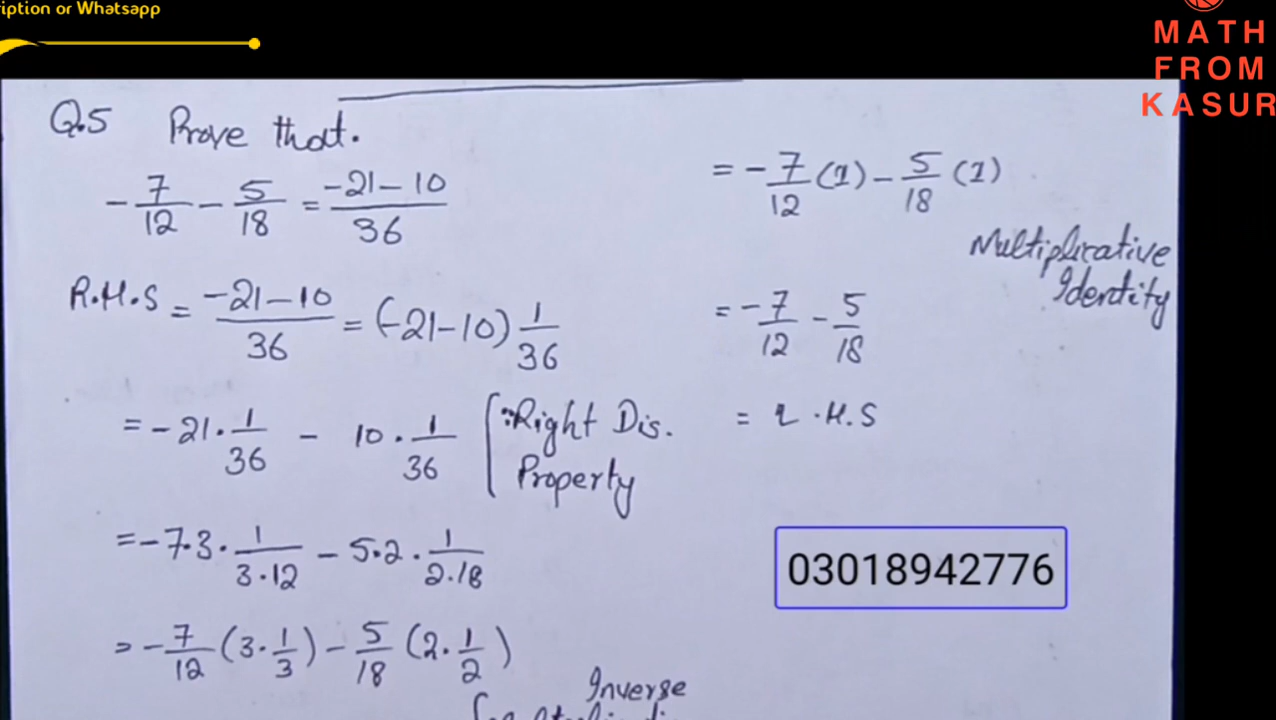 ription or Whatsapp
MATH
FROM
KASUR
Q.5 Prove that.
-7/12 - 5/18 = -21-10/36
R.H.S = -21-10/36 = (-21-10) 1/36
= -21.1/36 - 10.1/36 [∵Right Dis.
Property
= -7.3.1/3.12 - 5.2.1/2.18
= -7/12 (3.1/3) - 5/18 (2.1/2)
Inverse
= -7/12 (1) - 5/18 (1)
Multiplicative
Identity
= -7/12 - 5/18
= L.H.S
03018942776